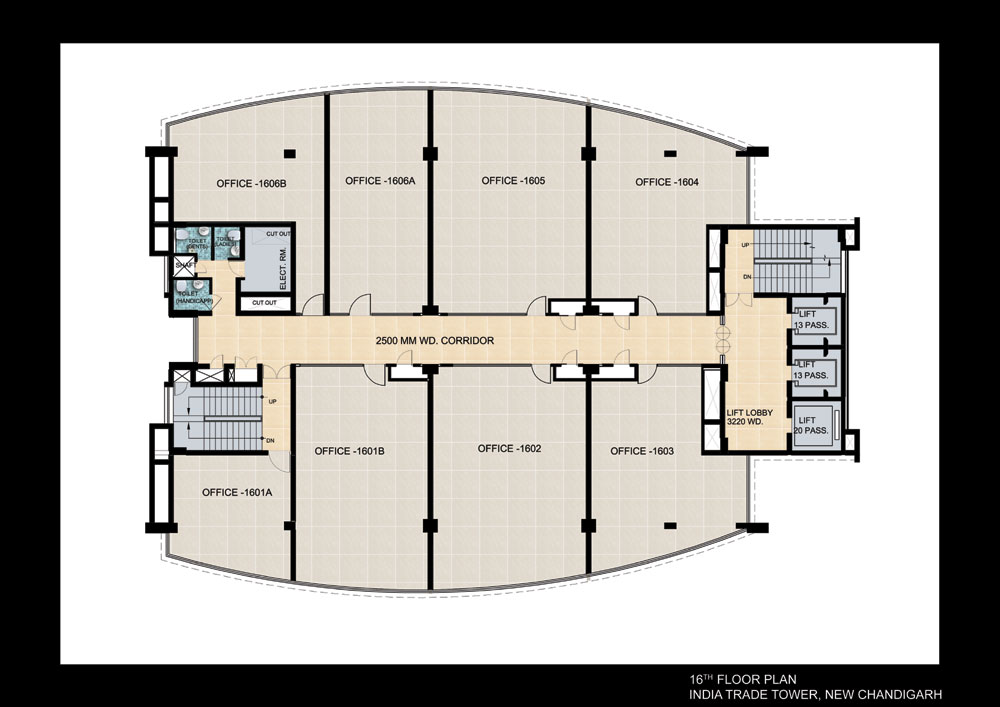 OFFICE -1606B
OFFICE -1606A
OFFICE -1605
OFFICE -1604
TOILET
(GENTS)
TOILET
(LADIES)
CUT OUT
ELECT. RM.
SHAFT
TOILET
(HANDICAPP)
CUT OUT
UP
DN
LIFT
13 PASS.
2500 MM WD. CORRIDOR
LIFT
13 PASS.
UP
DN
LIFT LOBBY
3220 WD.
LIFT
20 PASS.
OFFICE -1601B
OFFICE -1602
OFFICE -1603
OFFICE -1601A
16TH FLOOR PLAN
INDIA TRADE TOWER, NEW CHANDIGARH